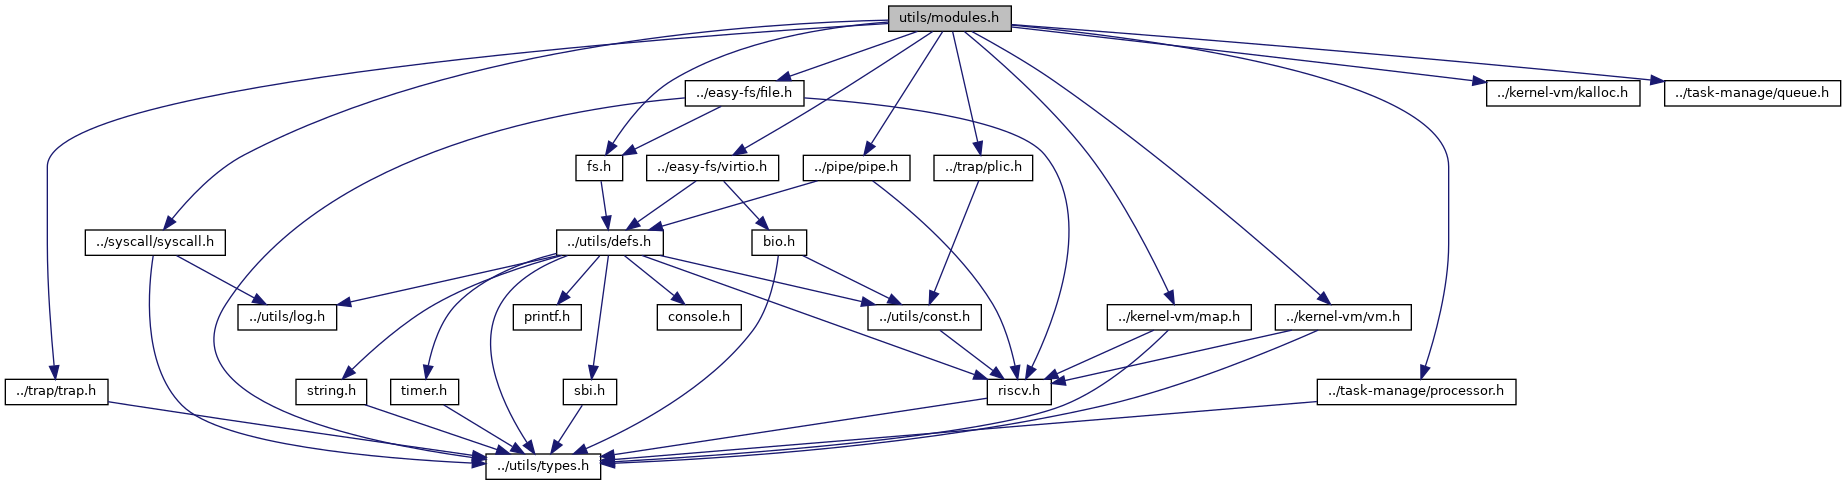 utils/modules.h
../easy-fs/file.h
../kernel-vm/kalloc.h
../task-manage/queue.h
fs.h
../easy-fs/virtio.h
../pipe/pipe.h
../trap/plic.h
../syscall/syscall.h
../utils/defs.h
bio.h
../utils/log.h
printf.h
console.h
../utils/const.h
../kernel-vm/map.h
../kernel-vm/vm.h
../trap/trap.h
string.h
timer.h
sbi.h
riscv.h
../task-manage/processor.h
../utils/types.h